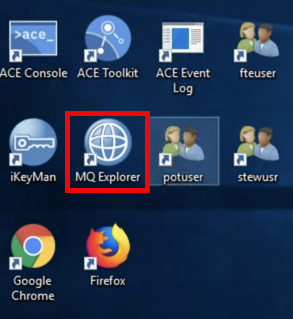 >ace_
ACE Console
ACE Toolkit
ACE Event
Log
fteuser
iKeyMan
MQ Explorer
potuser
stewusr
Google
Chrome
Firefox